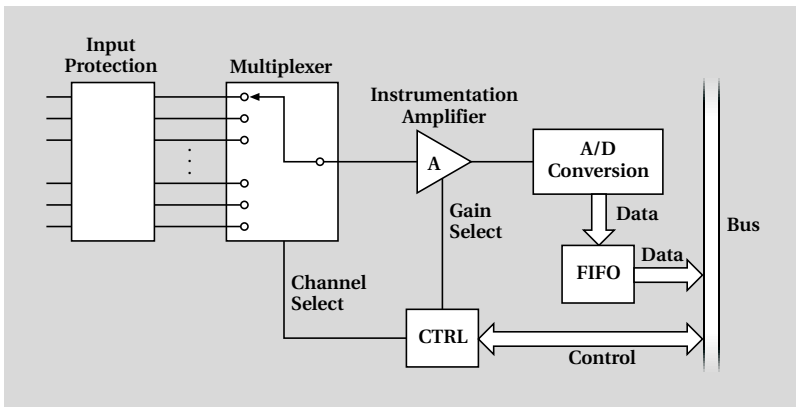 Input
Protection
Multiplexer
Instrumentation
Amplifier
A
A/D
Conversion
Data
Gain
Select
Bus
Data
FIFO
Channel
Select
CTRL
Control